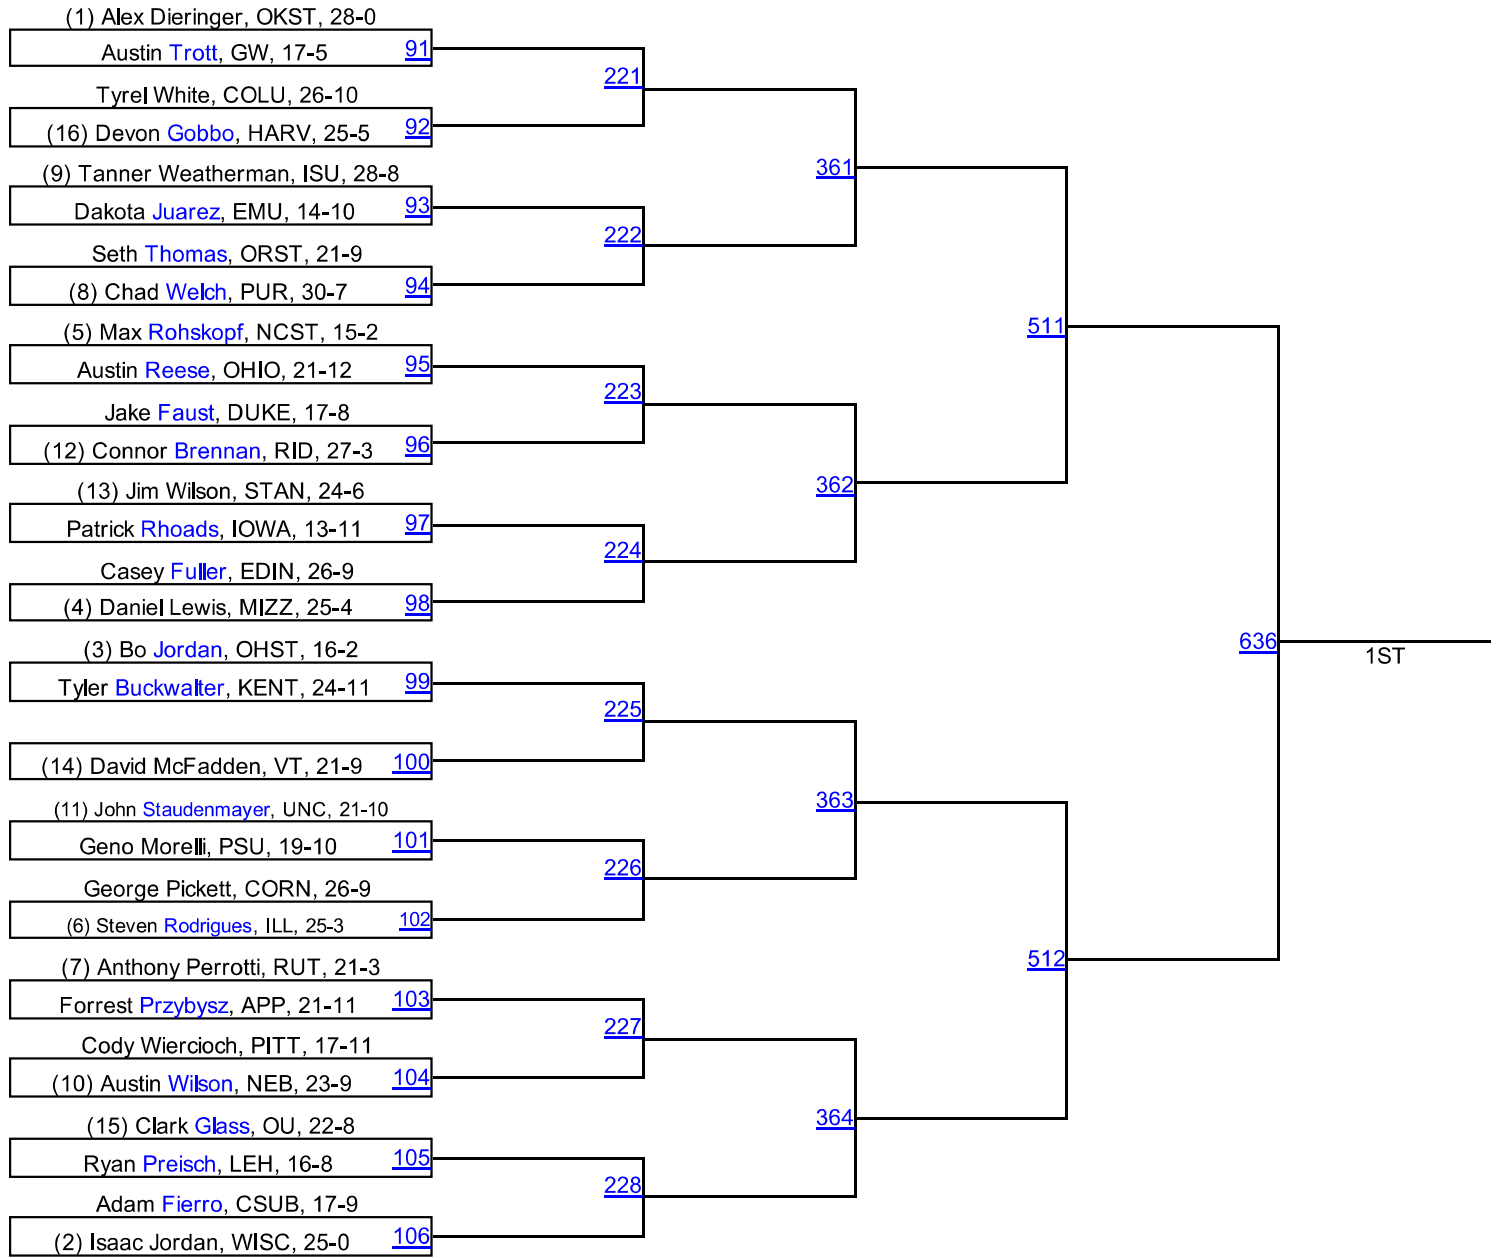 (1) Alex Dieringer, OKST, 28-0
Austin Trott, GW, 17-5 91
221
Tyrel White, COLU, 26-10
(16) Devon Gobbo, HARV, 25-5 92
361
(9) Tanner Weatherman, ISU, 28-8
Dakota Juarez, EMU, 14-10 93
222
Seth Thomas, ORST, 21-9
(8) Chad Welch, PUR, 30-7 94
511
(5) Max Rohskopf, NCST, 15-2
Austin Reese, OHIO, 21-12 95
223
Jake Faust, DUKE, 17-8
(12) Connor Brennan, RID, 27-3 96
362
(13) Jim Wilson, STAN, 24-6
Patrick Rhoads, IOWA, 13-11 97
224
Casey Fuller, EDIN, 26-9
(4) Daniel Lewis, MIZZ, 25-4 98
636
1ST
(3) Bo Jordan, OHST, 16-2
Tyler Buckwalter, KENT, 24-11 99
225
(14) David McFadden, VT, 21-9 100
363
(11) John Staudenmayer, UNC, 21-10
Geno Morelli, PSU, 19-10 101
226
George Pickett, CORN, 26-9
(6) Steven Rodrigues, ILL, 25-3 102
512
(7) Anthony Perrotti, RUT, 21-3
Forrest Przybysz, APP, 21-11 103
227
Cody Wiercioch, PITT, 17-11
(10) Austin Wilson, NEB, 23-9 104
364
(15) Clark Glass, OU, 22-8
Ryan Preisch, LEH, 16-8 105
228
Adam Fierro, CSUB, 17-9
(2) Isaac Jordan, WISC, 25-0 106